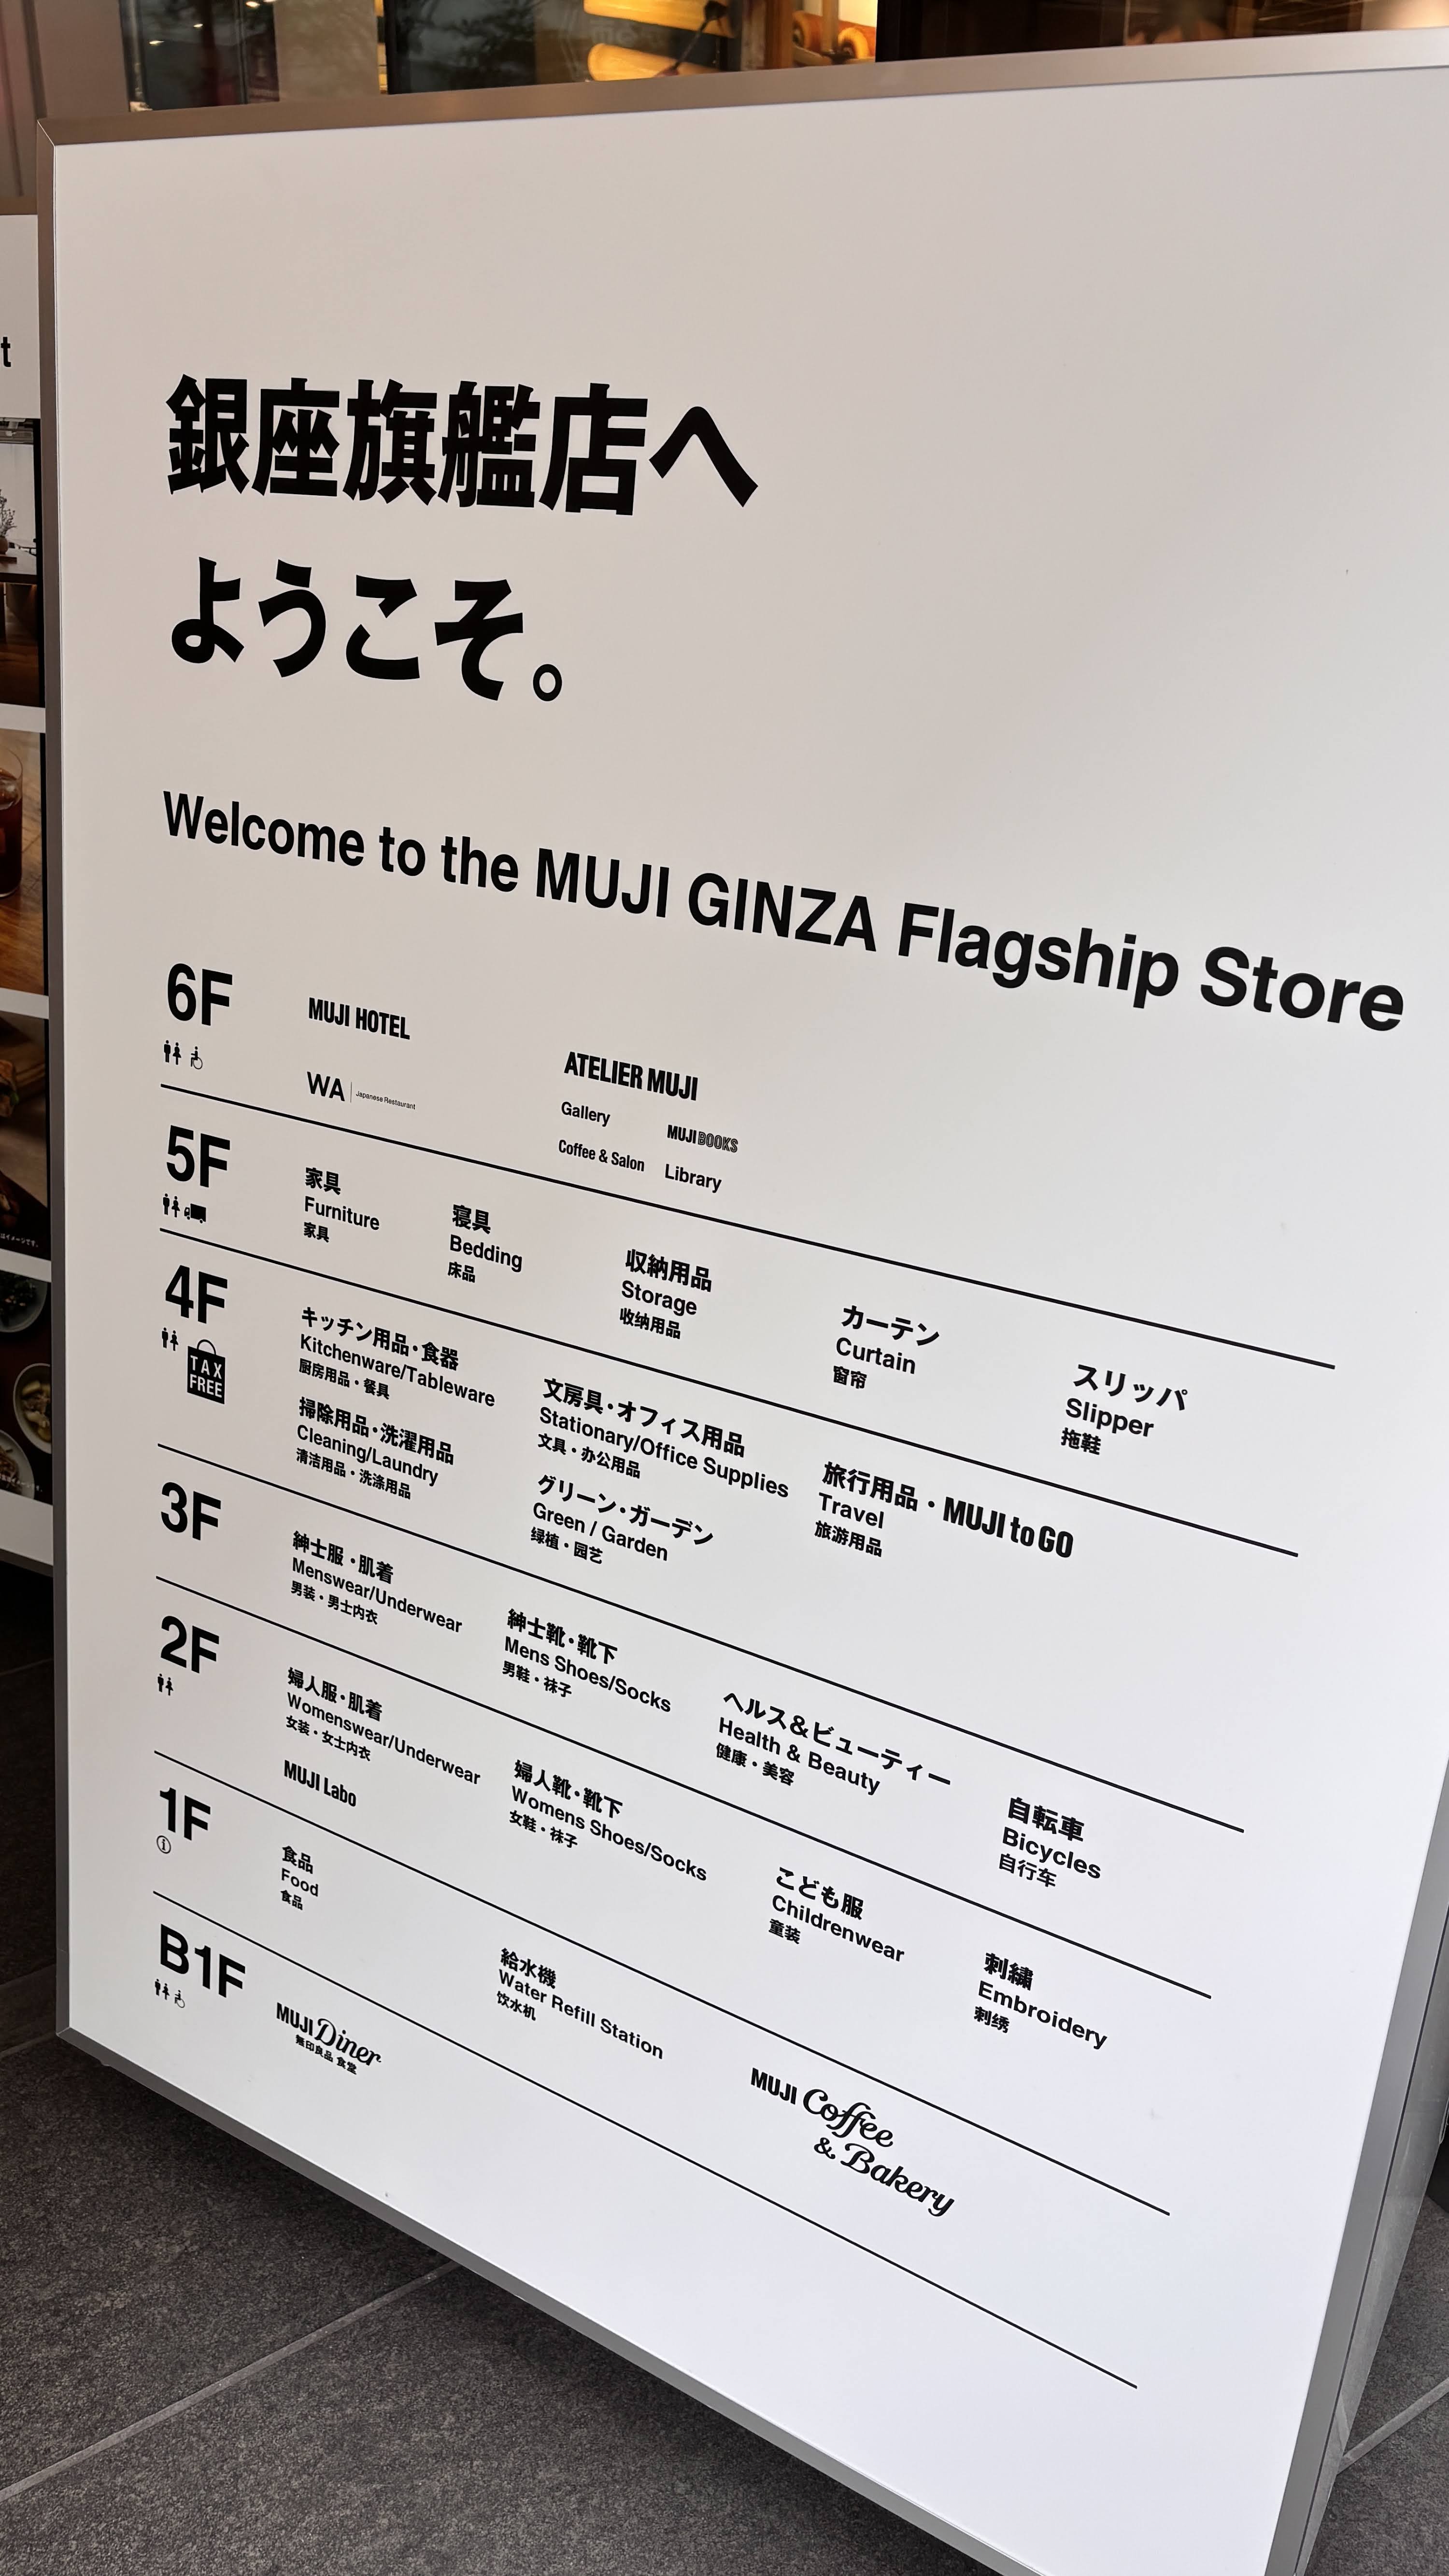 銀座旗艦店へ
ようこそ。
Welcome to the MUJI GINZA Flagship Store
6F
MUJI HOTEL
WA Japanese Restaurant
ATELIER MUJI
Gallery
MUJI BOOKS
Coffee & Salon
Library
5F
家具
Furniture
家具
寝具
Bedding
床品
収納用品
Storage
收纳用品
カーテン
Curtain
窗帘
スリッパ
Slipper
拖鞋
4F
TAX
FREE
キッチン用品・食器
Kitchenware/Tableware
厨房用品・餐具
掃除用品・洗濯用品
Cleaning/Laundry
清洁用品・洗涤用品
文房具・オフィス用品
Stationary/Office Supplies
文具・办公用品
グリーン・ガーデン
Green / Garden
绿植・园艺
旅行用品・MUJI to GO
Travel
旅游用品
3F
紳士服・肌着
Menswear/Underwear
男装・男士内衣
紳士靴・靴下
Mens Shoes/Socks
男鞋・袜子
ヘルス&ビューティー
Health & Beauty
健康・美容
自転車
Bicycles
自行车
2F
婦人服・肌着
Womenswear/Underwear
女装・女士内衣
MUJI Labo
婦人靴・靴下
Womens Shoes/Socks
女鞋・袜子
こども服
Childrenwear
童装
刺繍
Embroidery
刺绣
1F
食品
Food
食品
給水機
Water Refill Station
饮水机
MUJI Coffee
& Bakery
B1F
MUJI Diner
無印良品 食堂
t